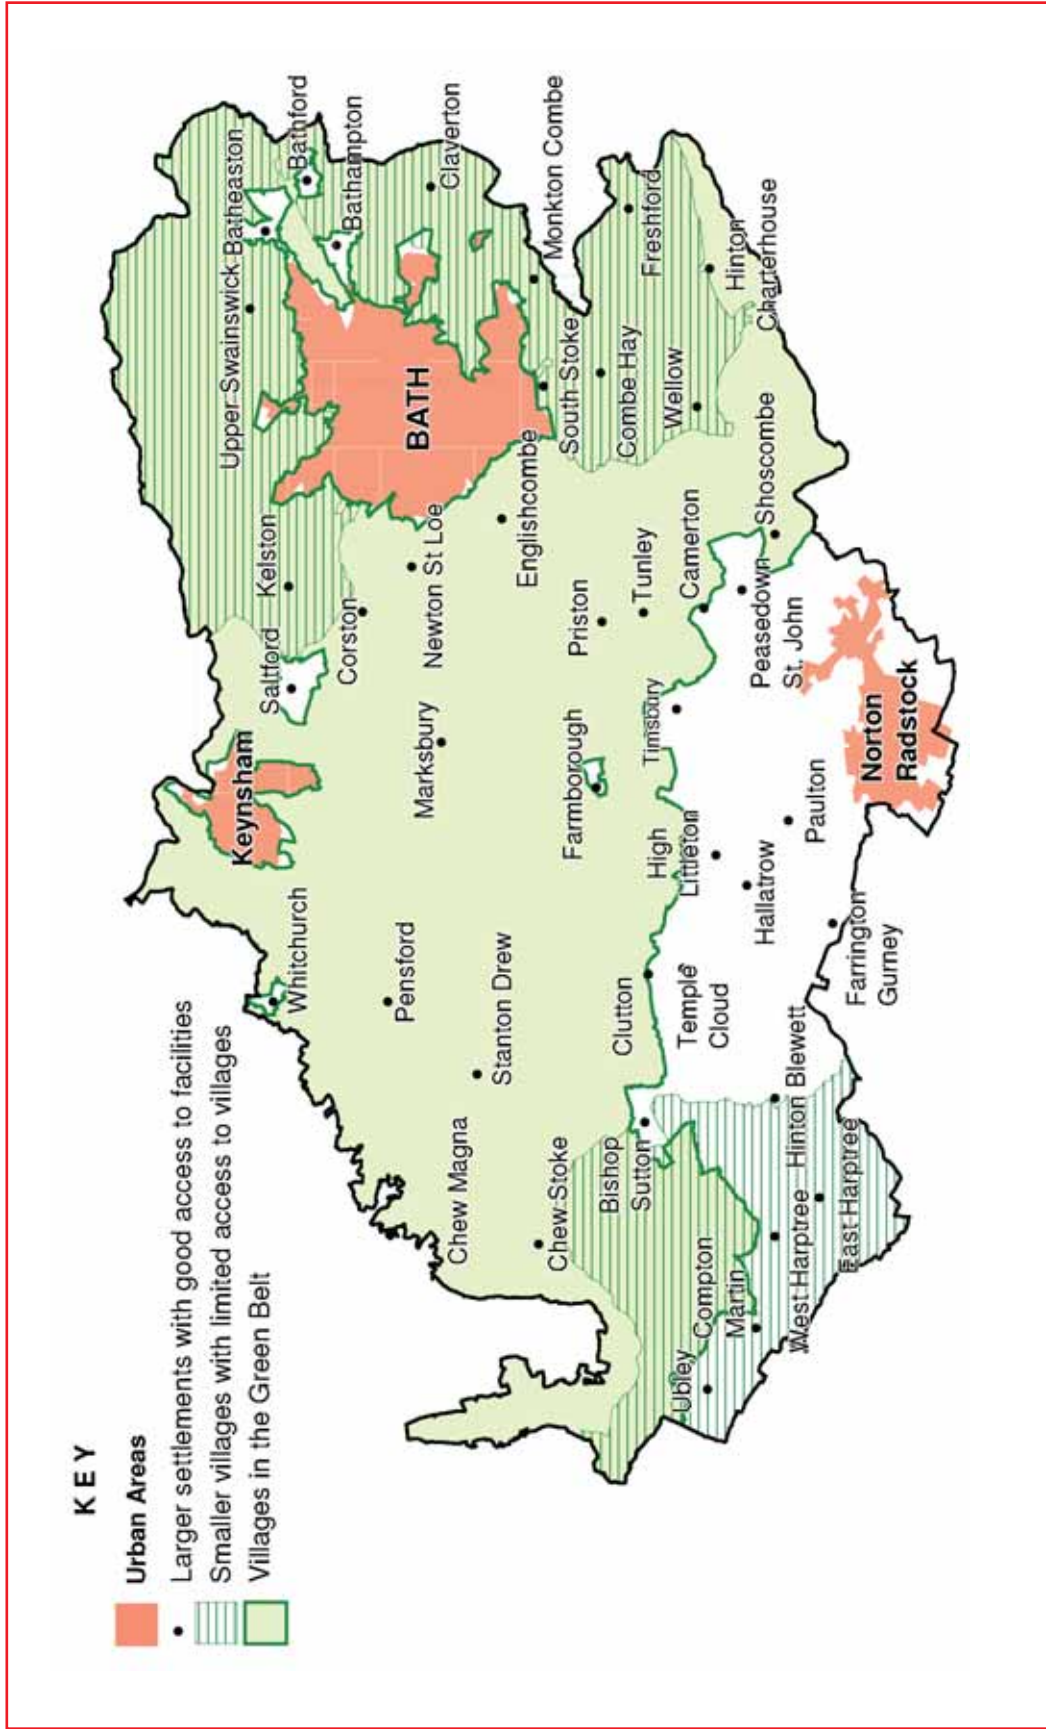 KEY
Urban Areas
Larger settlements with good access to facilities
Smaller villages with limited access to villages
Villages in the Green Belt
Upper Swainswick
Batheaston
Bathford
Bathampton
Claverton
Monkton Combe
Freshford
Hinton
Charterhouse
BATH
South Stoke
Combe Hay
Wellow
Kelston
Saltford
Corston
Newton St Loe
Englishcombe
Keynsham
Marksbury
Priston
Tunley
Camerton
Shoscombe
Peasedown
St. John
Farmborough
Timsbury
Norton
Radstock
Whitchurch
Pensford
Stanton Drew
High
Littleton
Hallatrow
Paulton
Clutton
Temple
Cloud
Farrington
Gurney
Chew Magna
Chew Stoke
Bishop
Sutton
Hinton Blewett
Ubley
Compton
Martin
West Harptree
East Harptree